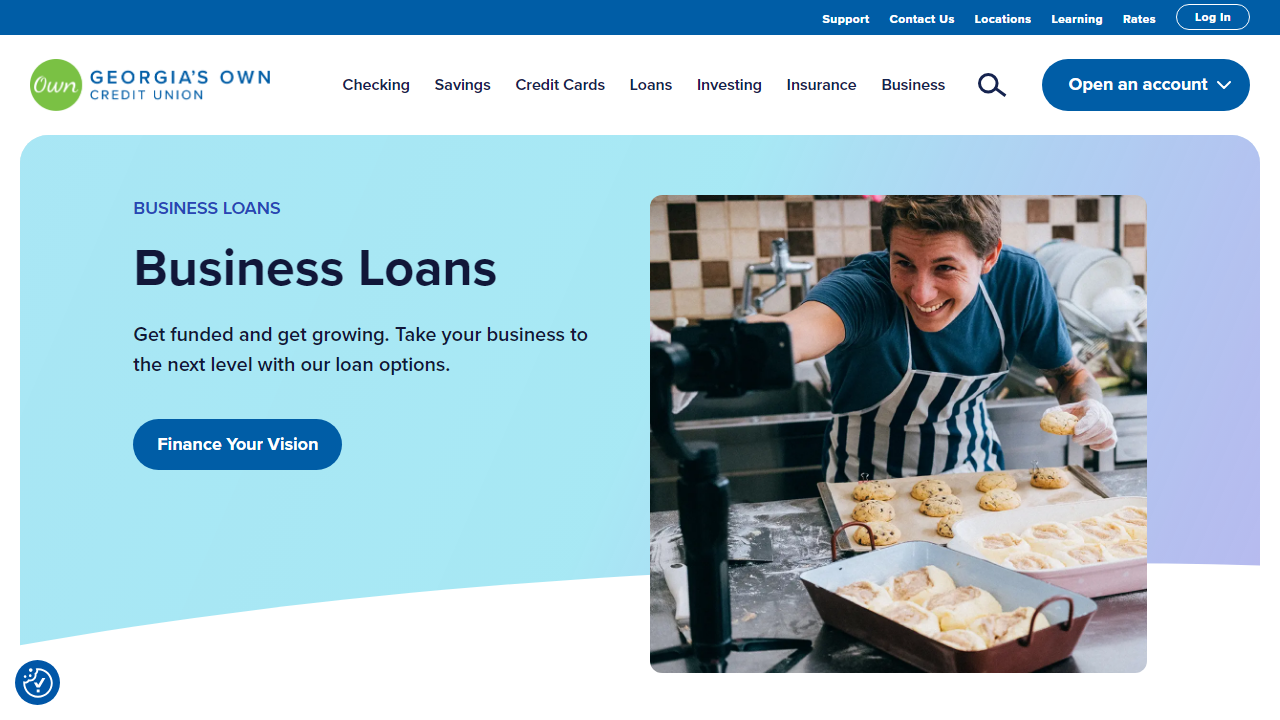 Support Contact Us Locations Learning Rates Log In
Own GEORGIA'S OWN
CREDIT UNION
Checking Savings Credit Cards Loans Investing Insurance Business Open an account
BUSINESS LOANS
Business Loans
Get funded and get growing. Take your business to
the next level with our loan options.
Finance Your Vision